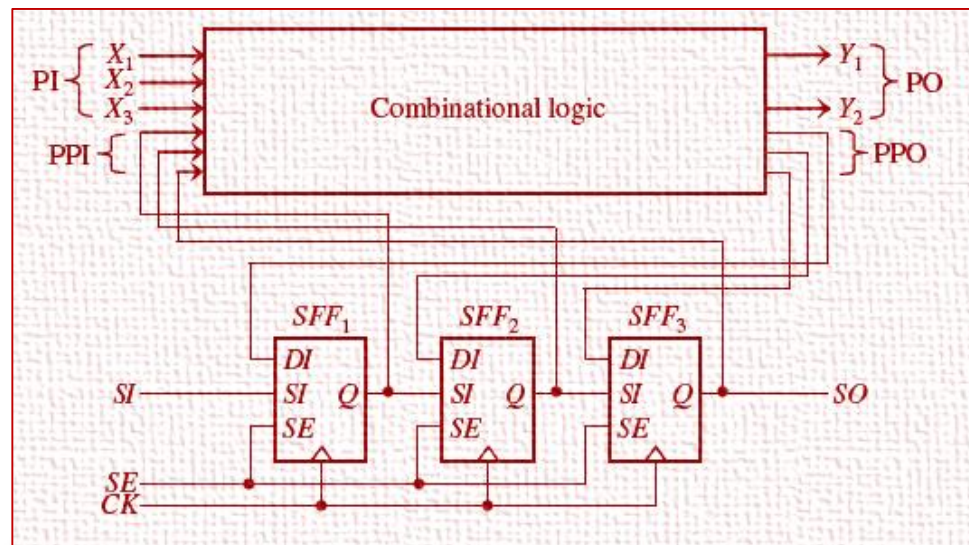 X₁ Y₁
PI X₂ PO
X₃ Combinational logic Y₂
PPI PPO
SFF₁ SFF₂ SFF₃
DI DI DI
SI SI Q SI Q SI Q SO
SE SE SE
SE
CK